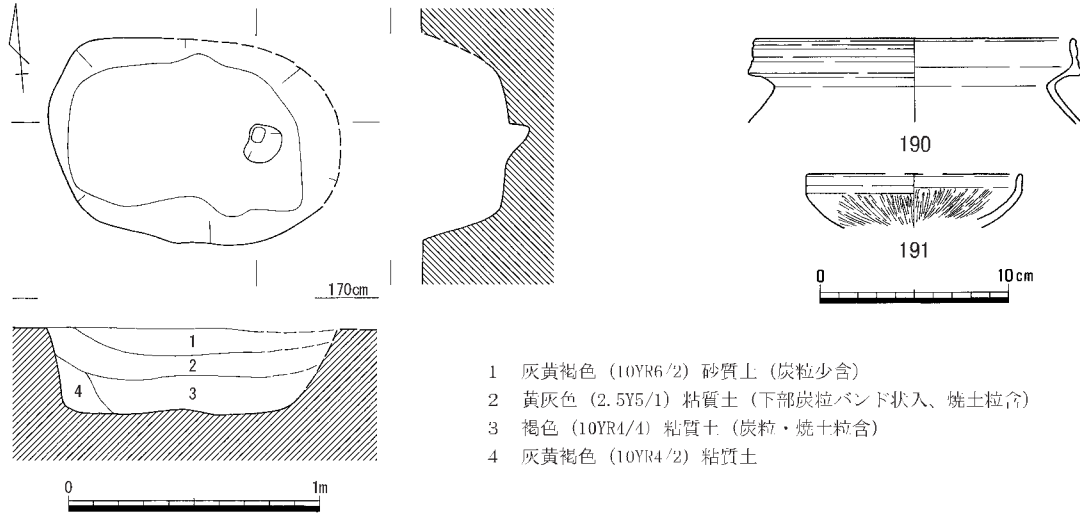 170cm
1
2
3
4
0 1m
190
191
0 10cm
1 灰黄褐色 (10YR6/2) 砂質土 (炭粒少含)
2 黄灰色 (2.5Y5/1) 粘質土 (下部炭粒バンド状入、焼土粒含)
3 褐色 (10YR4/4) 粘質土 (炭粒・焼土粒含)
4 灰黄褐色 (10YR4/2) 粘質土